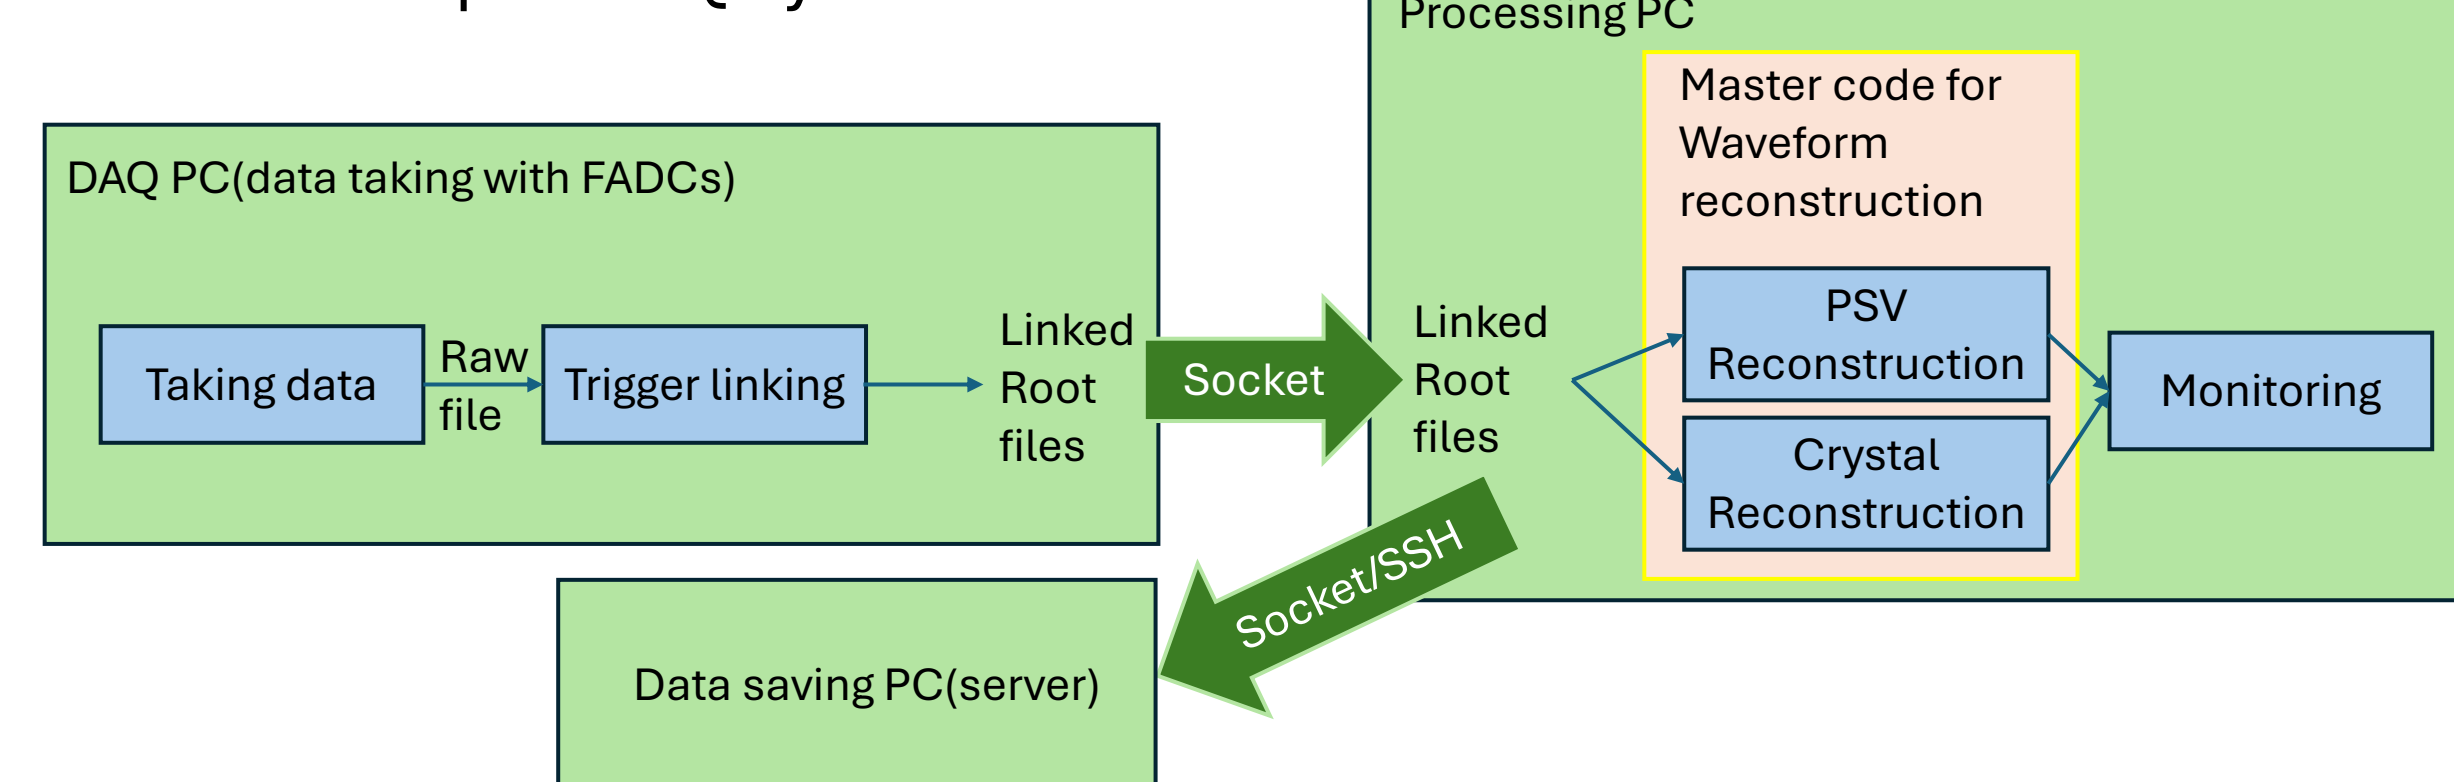 Processing PC
Master code for
Waveform
reconstruction
DAQ PC(data taking with FADCs)
Taking data
Raw
file
Trigger linking
Linked
Root
files
Socket
Linked
Root
files
PSV
Reconstruction
Crystal
Reconstruction
Monitoring
Socket/SSH
Data saving PC(server)